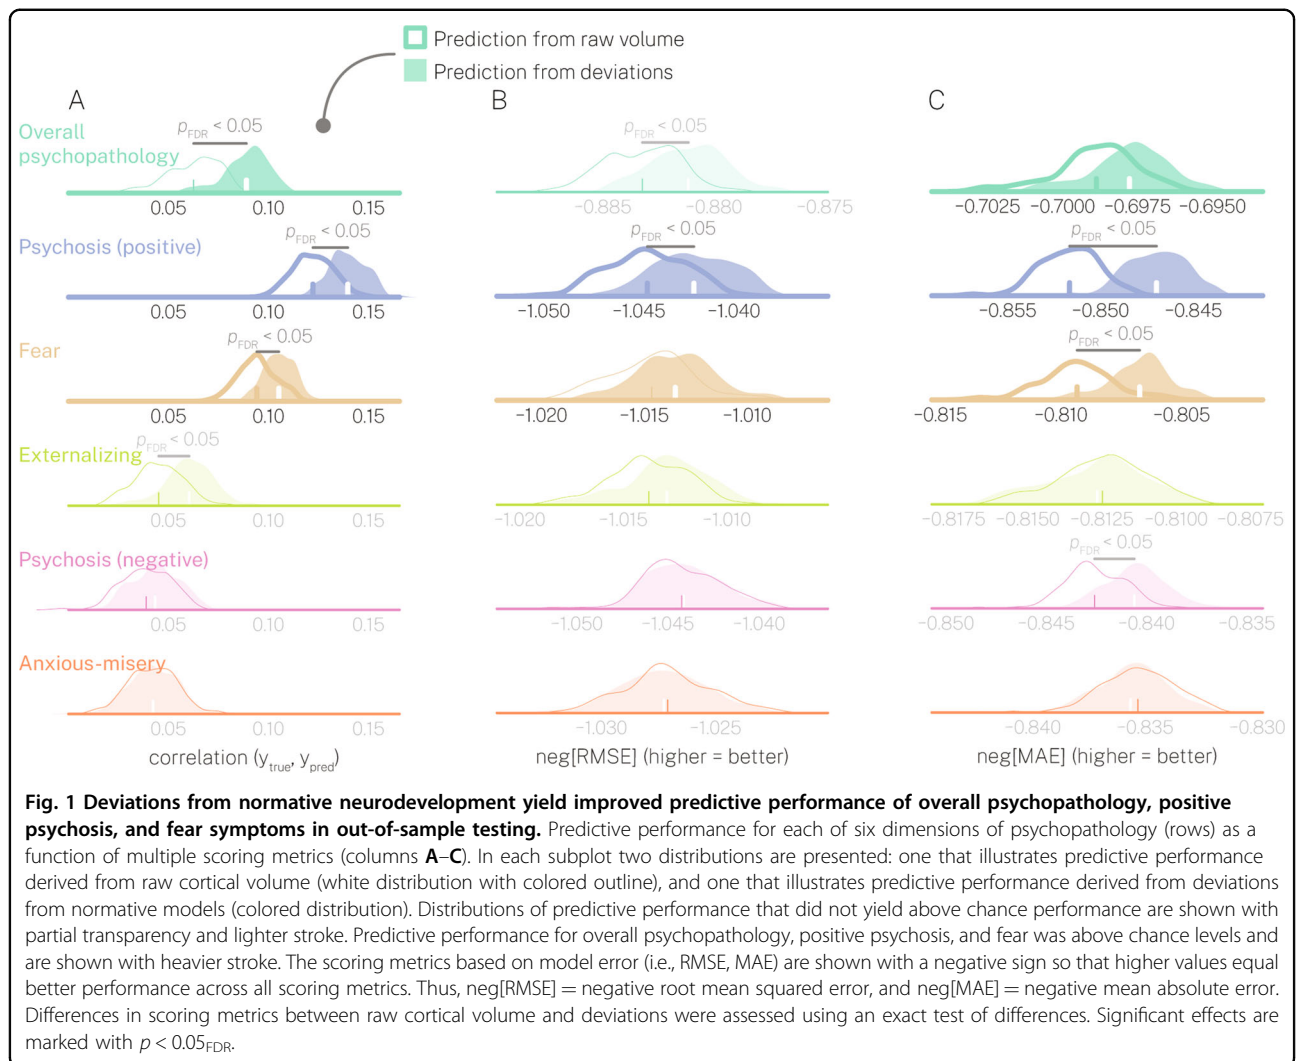 Prediction from raw volume
Prediction from deviations
A
B
C
Overall
psychopathology
pFDR < 0.05
0.05 0.10 0.15
pFDR < 0.05
−0.885 −0.880 −0.875
−0.7025 −0.7000 −0.6975 −0.6950
Psychosis (positive)
pFDR < 0.05
0.05 0.10 0.15
pFDR < 0.05
−1.050 −1.045 −1.040
pFDR < 0.05
−0.855 −0.850 −0.845
Fear
pFDR < 0.05
0.05 0.10 0.15
−1.020 −1.015 −1.010
pFDR < 0.05
−0.815 −0.810 −0.805
Externalizing
pFDR < 0.05
0.05 0.10 0.15
−1.020 −1.015 −1.010
−0.8175 −0.8150 −0.8125 −0.8100 −0.8075
Psychosis (negative)
0.05 0.10 0.15
−1.050 −1.045 −1.040
pFDR < 0.05
−0.850 −0.845 −0.840 −0.835
Anxious-misery
0.05 0.10 0.15
−1.030 −1.025
−0.840 −0.835 −0.830
correlation (ytrue, ypred)
neg[RMSE] (higher = better)
neg[MAE] (higher = better)
Fig. 1 Deviations from normative neurodevelopment yield improved predictive performance of overall psychopathology, positive
psychosis, and fear symptoms in out-of-sample testing. Predictive performance for each of six dimensions of psychopathology (rows) as a
function of multiple scoring metrics (columns A–C). In each subplot two distributions are presented: one that illustrates predictive performance
derived from raw cortical volume (white distribution with colored outline), and one that illustrates predictive performance derived from deviations
from normative models (colored distribution). Distributions of predictive performance that did not yield above chance performance are shown with
partial transparency and lighter stroke. Predictive performance for overall psychopathology, positive psychosis, and fear was above chance levels and
are shown with heavier stroke. The scoring metrics based on model error (i.e., RMSE, MAE) are shown with a negative sign so that higher values equal
better performance across all scoring metrics. Thus, neg[RMSE] = negative root mean squared error, and neg[MAE] = negative mean absolute error.
Differences in scoring metrics between raw cortical volume and deviations were assessed using an exact test of differences. Significant effects are
marked with p < 0.05FDR.